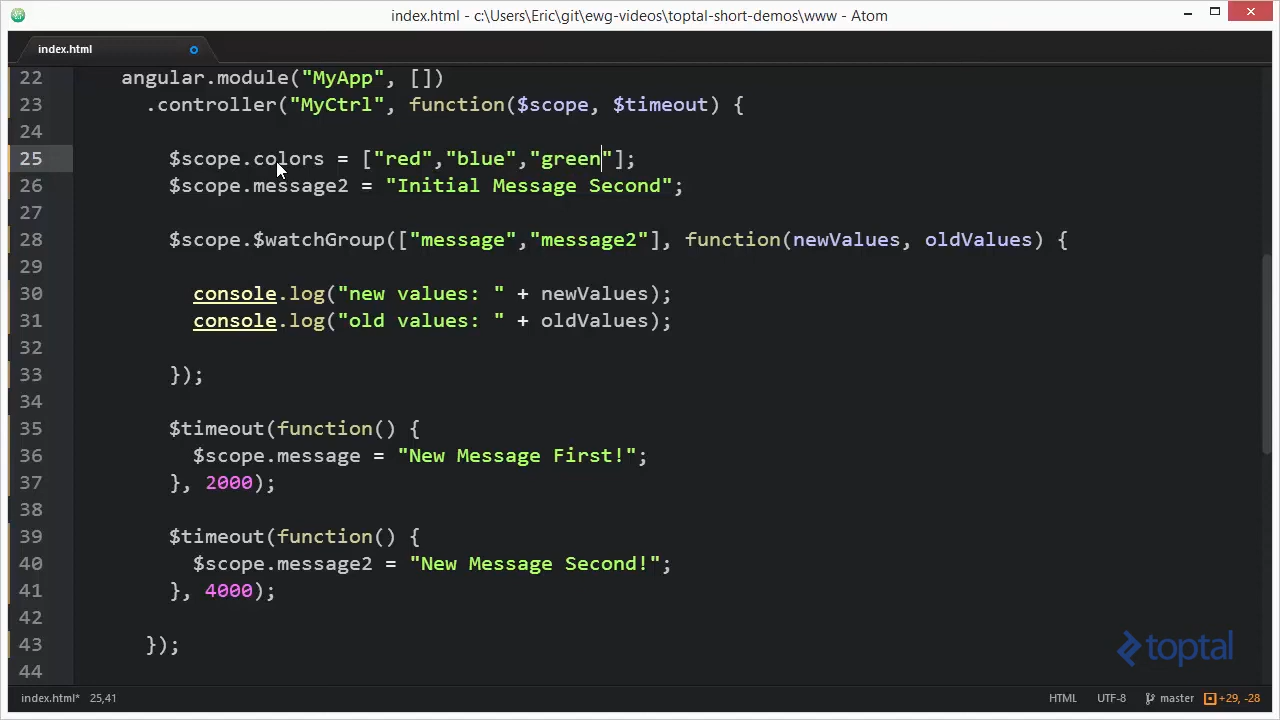 index.html - c:\Users\Eric\git\ewg-videos\toptal-short-demos\www - Atom
index.html
22 angular.module("MyApp", [])
23 .controller("MyCtrl", function($scope, $timeout) {
24
25 $scope.colors = ["red","blue","green"];
26 $scope.message2 = "Initial Message Second";
27
28 $scope.$watchGroup(["message","message2"], function(newValues, oldValues) {
29
30 console.log("new values: " + newValues);
31 console.log("old values: " + oldValues);
32
33 });
34
35 $timeout(function() {
36 $scope.message = "New Message First!";
37 }, 2000);
38
39 $timeout(function() {
40 $scope.message2 = "New Message Second!";
41 }, 4000);
42
43 });
44
toptal
index.html* 25,41 HTML UTF-8 master +29, -28